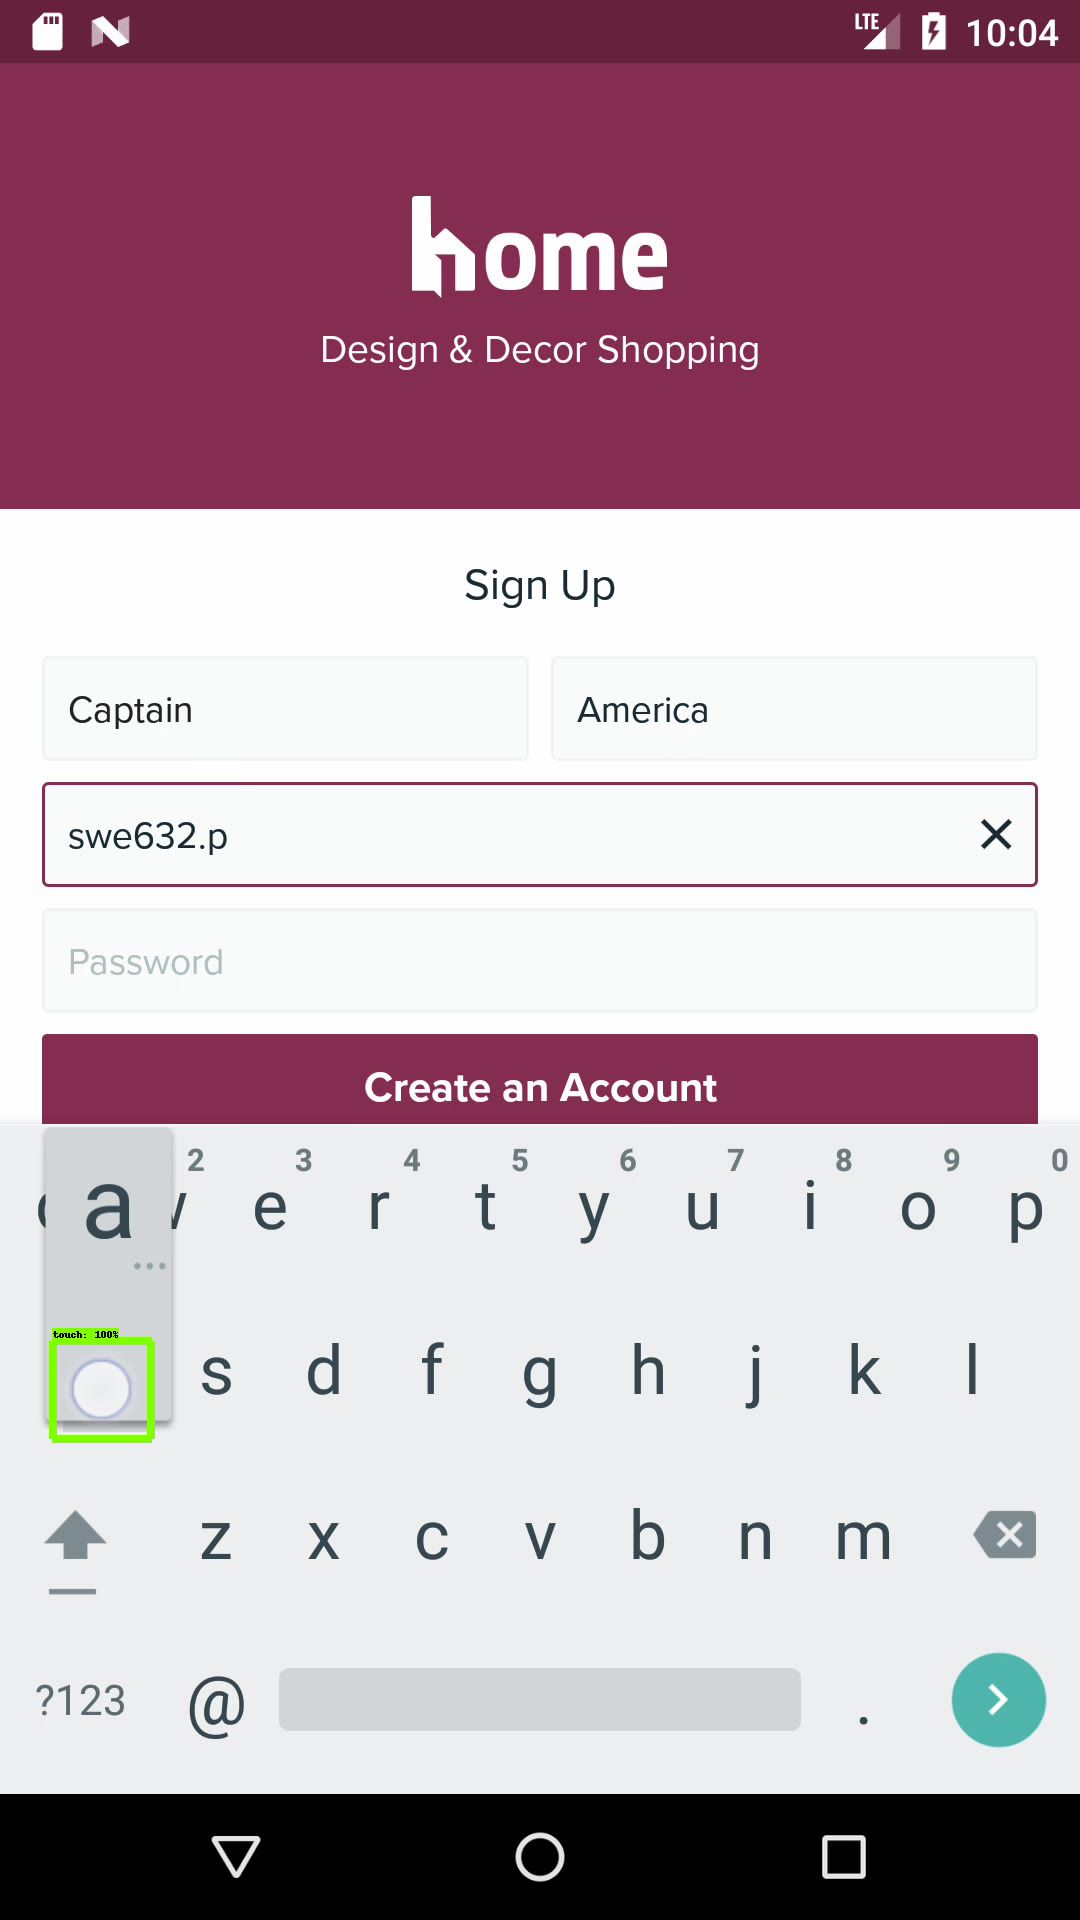 LTE 10:04
home
Design & Decor Shopping
Sign Up
Captain America
swe632.p
Password
Create an Account
2 3 4 5 6 7 8 9 0
a e r t y u i o p
touch: 100%
s d f g h j k l
z x c v b n m
?123 @ .